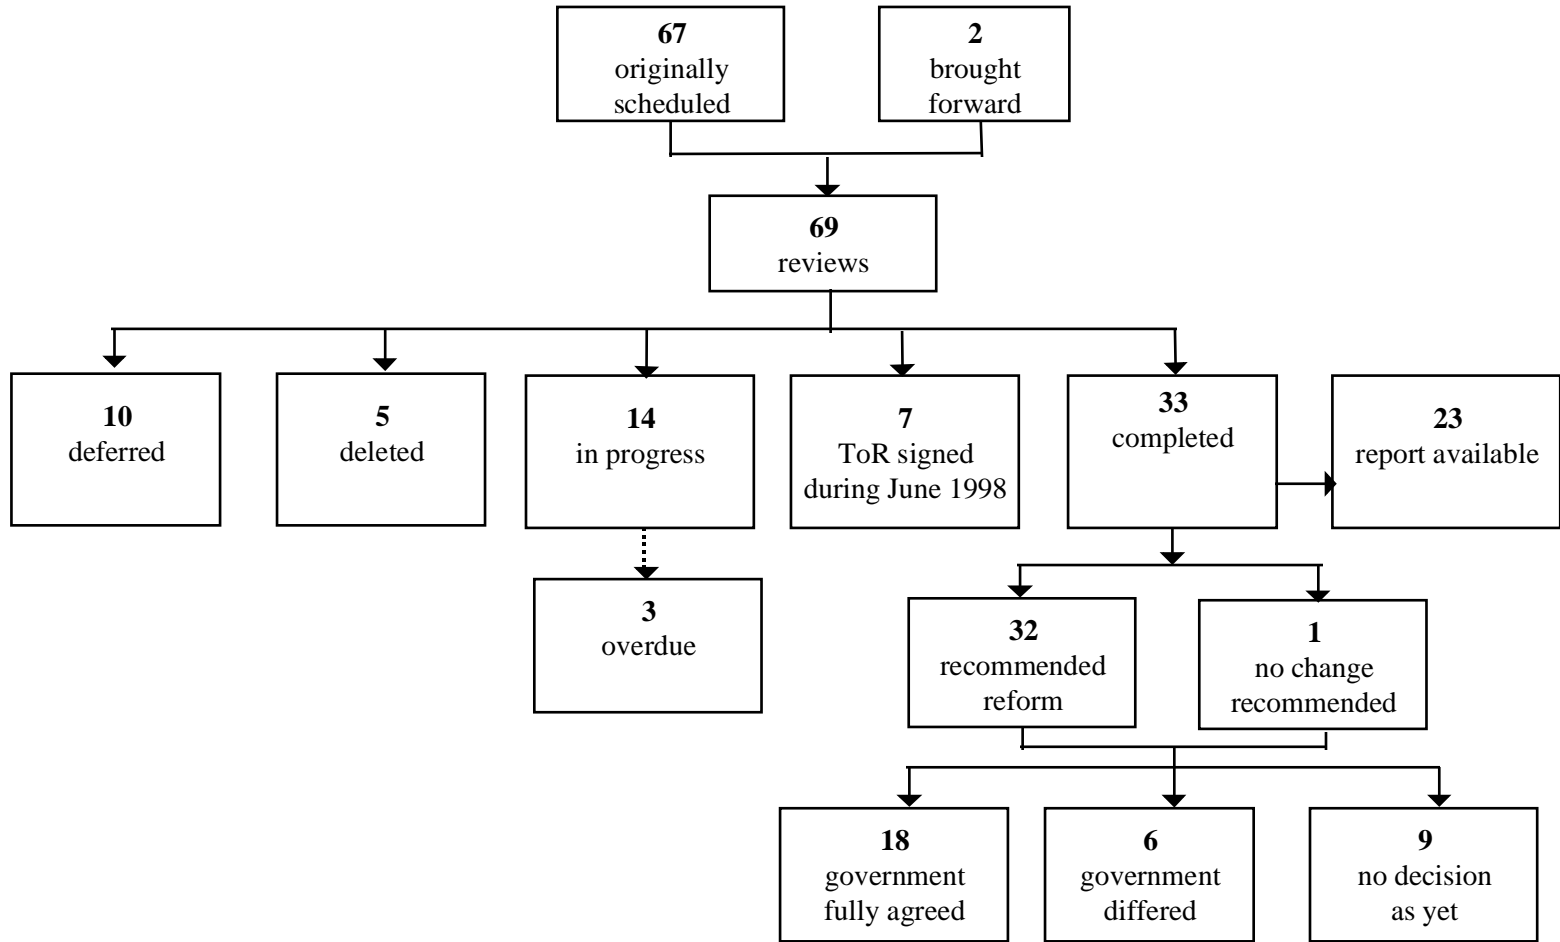 67
originally
scheduled
2
brought
forward
69
reviews
10
deferred
5
deleted
14
in progress
7
ToR signed
during June 1998
33
completed
23
report available
3
overdue
32
recommended
reform
1
no change
recommended
18
government
fully agreed
6
government
differed
9
no decision
as yet